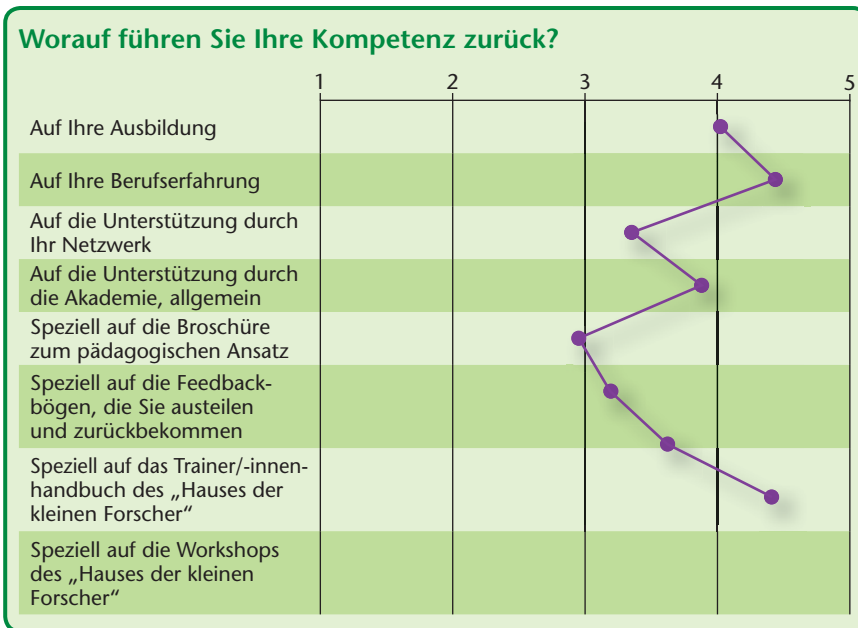 Worauf führen Sie Ihre Kompetenz zurück?
1 2 3 4 5
Auf Ihre Ausbildung
Auf Ihre Berufserfahrung
Auf die Unterstützung durch
Ihr Netzwerk
Auf die Unterstützung durch
die Akademie, allgemein
Speziell auf die Broschüre
zum pädagogischen Ansatz
Speziell auf die Feedback-
bögen, die Sie austeilen
und zurückbekommen
Speziell auf das Trainer/-innen-
handbuch des „Hauses der
kleinen Forscher“
Speziell auf die Workshops
des „Hauses der kleinen
Forscher“